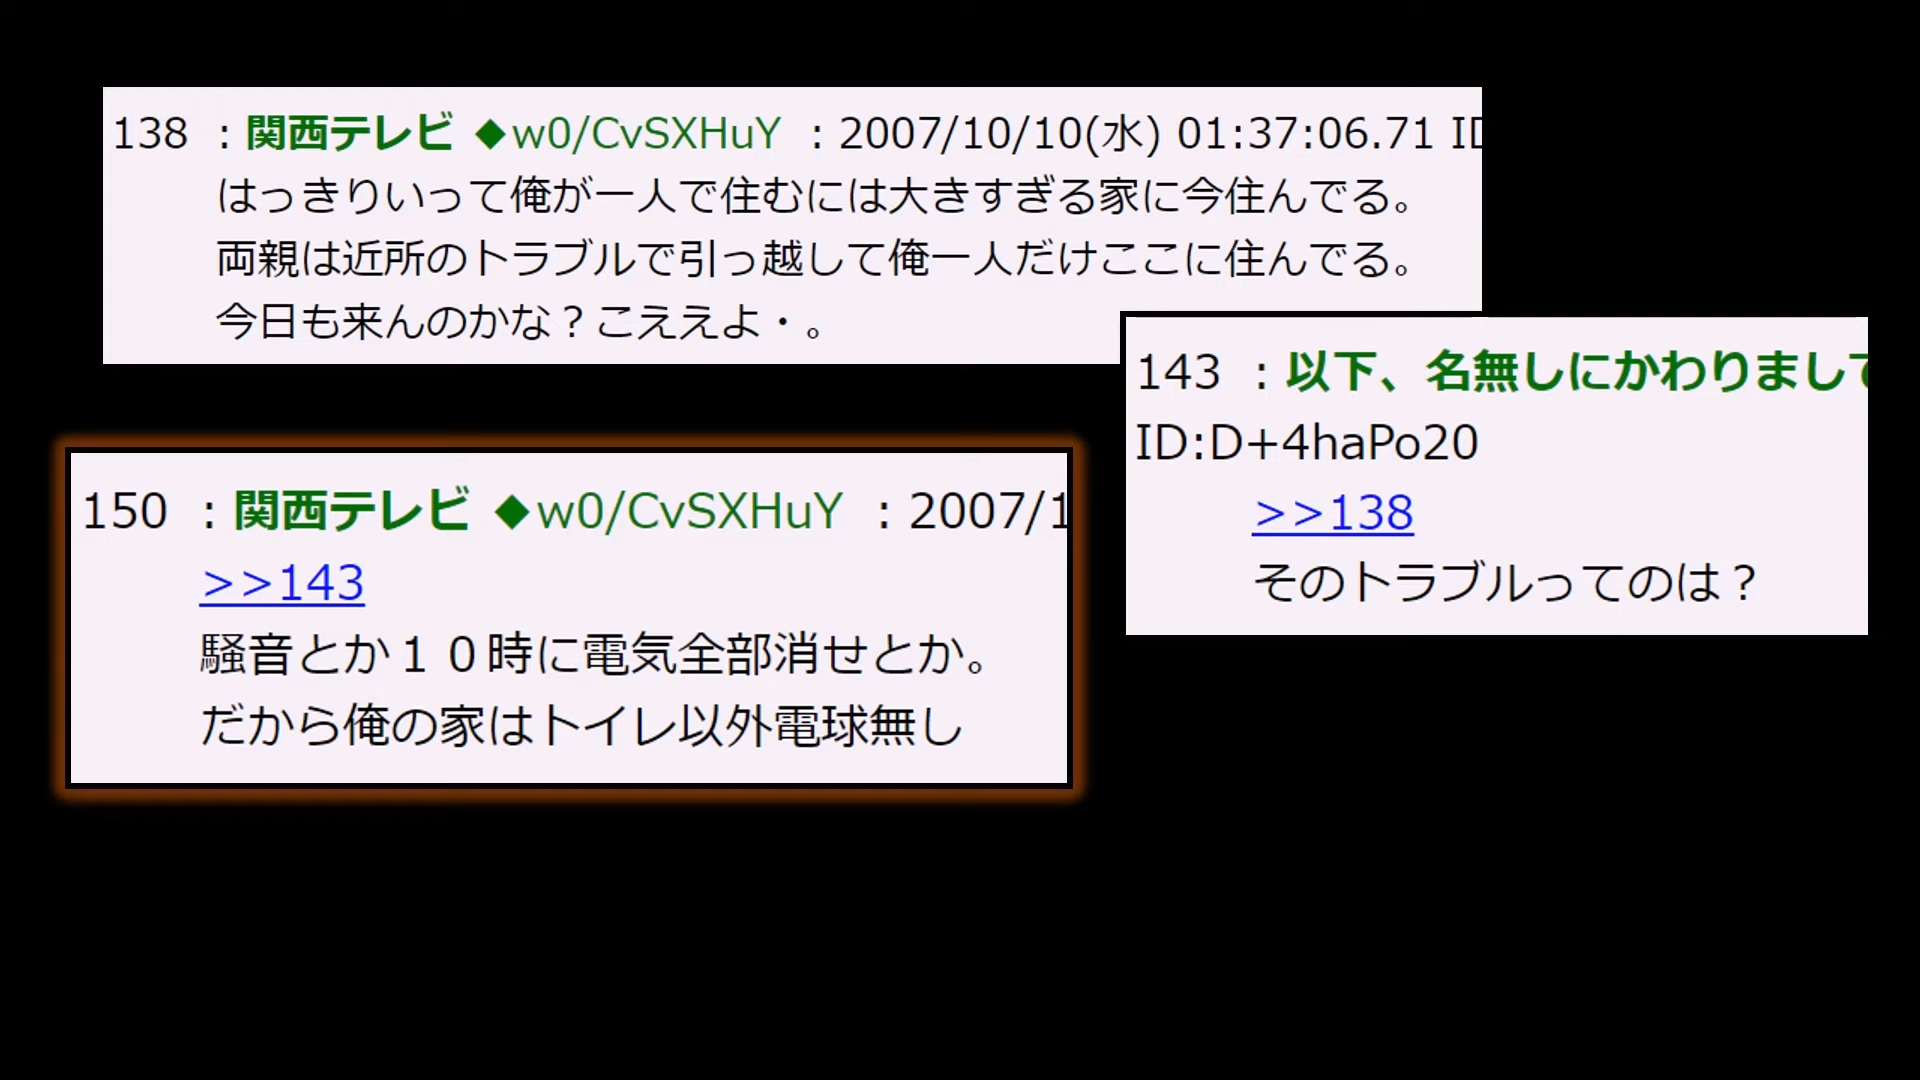 138 ：関西テレビ ◆w0/CvSXHuY ：2007/10/10(水) 01:37:06.71 ID
はっきりいって俺が一人で住むには大きすぎる家に今住んでる。
両親は近所のトラブルで引っ越して俺一人だけここに住んでる。
今日も来んのかな？こええよ・。
143 ：以下、名無しにかわりまして
ID:D+4haPo20
>>138
そのトラブルってのは？
150 ：関西テレビ ◆w0/CvSXHuY ：2007/1
>>143
騒音とか１０時に電気全部消せとか。
だから俺の家はトイレ以外電球無し